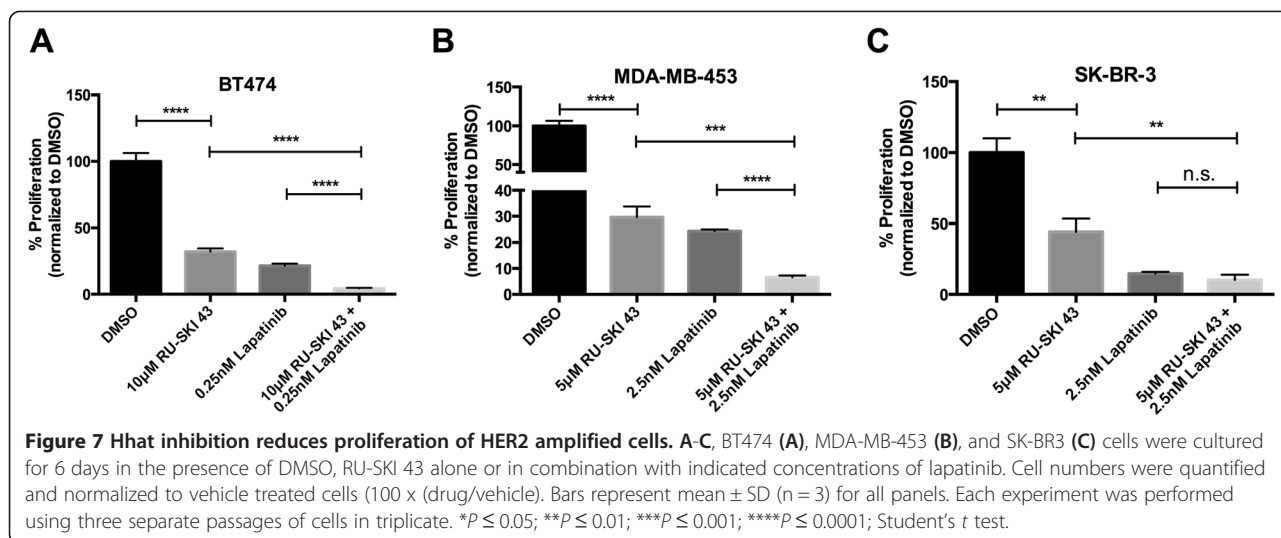 A
BT474
% Proliferation
(normalized to DMSO)
150
100
50
0
****
****
****
DMSO
10µM RU-SKI 43
0.25nM Lapatinib
10µM RU-SKI 43 +
0.25nM Lapatinib
B
MDA-MB-453
% Proliferation
(normalized to DMSO)
150
100
50
40
30
20
10
0
****
***
****
DMSO
5µM RU-SKI 43
2.5nM Lapatinib
5µM RU-SKI 43 +
2.5nM Lapatinib
C
SK-BR-3
% Proliferation
(normalized to DMSO)
150
100
50
0
**
**
n.s.
DMSO
5µM RU-SKI 43
2.5nM Lapatinib
5µM RU-SKI 43 +
2.5nM Lapatinib
Figure 7 Hhat inhibition reduces proliferation of HER2 amplified cells. A-C, BT474 (A), MDA-MB-453 (B), and SK-BR3 (C) cells were cultured
for 6 days in the presence of DMSO, RU-SKI 43 alone or in combination with indicated concentrations of lapatinib. Cell numbers were quantified
and normalized to vehicle treated cells (100 x (drug/vehicle). Bars represent mean ± SD (n = 3) for all panels. Each experiment was performed
using three separate passages of cells in triplicate. *P ≤ 0.05; **P ≤ 0.01; ***P ≤ 0.001; ****P ≤ 0.0001; Student's t test.